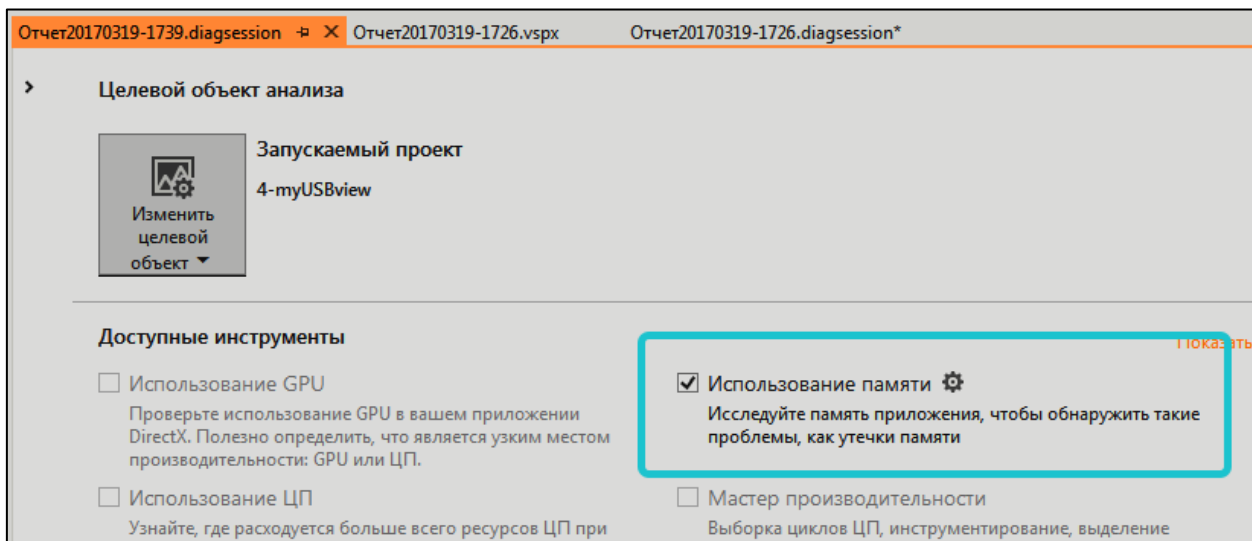 Отчет20170319-1739.diagsession Отчет20170319-1726.vspx Отчет20170319-1726.diagsession*
Целевой объект анализа
Изменить
целевой
объект
Запускаемый проект
4-myUSBview
Доступные инструменты
Показать
Использование GPU
Проверьте использование GPU в вашем приложении
DirectX. Полезно определить, что является узким местом
производительности: GPU или ЦП.
Использование памяти
Исследуйте память приложения, чтобы обнаружить такие
проблемы, как утечки памяти
Использование ЦП
Узнайте, где расходуется больше всего ресурсов ЦП при
Мастер производительности
Выборка циклов ЦП, инструментирование, выделение